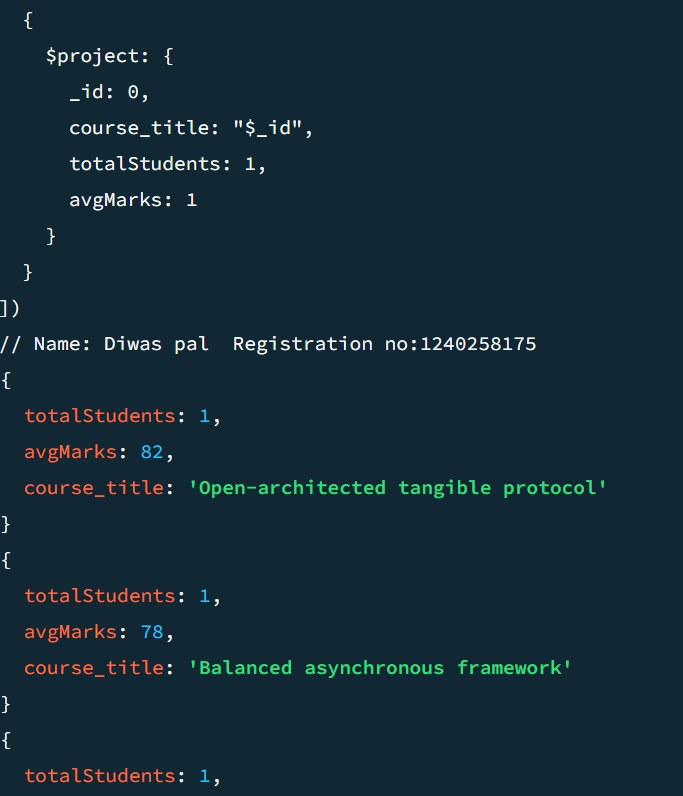 {
$project: {
_id: 0,
course_title: "$_id",
totalStudents: 1,
avgMarks: 1
}
}
])
// Name: Diwas pal  Registration no:1240258175
{
totalStudents: 1,
avgMarks: 82,
course_title: 'Open-architected tangible protocol'
}
{
totalStudents: 1,
avgMarks: 78,
course_title: 'Balanced asynchronous framework'
}
{
totalStudents: 1,